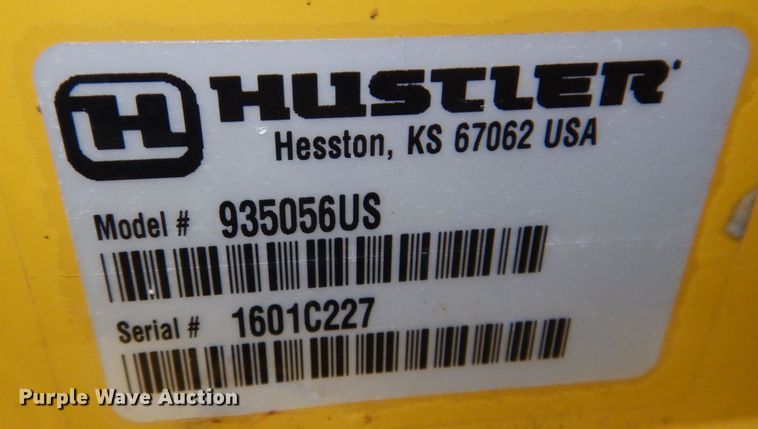 H HUSTLER
Hesston, KS 67062 USA
Model # 935056US
Serial # 1601C227
Purple Wave Auction